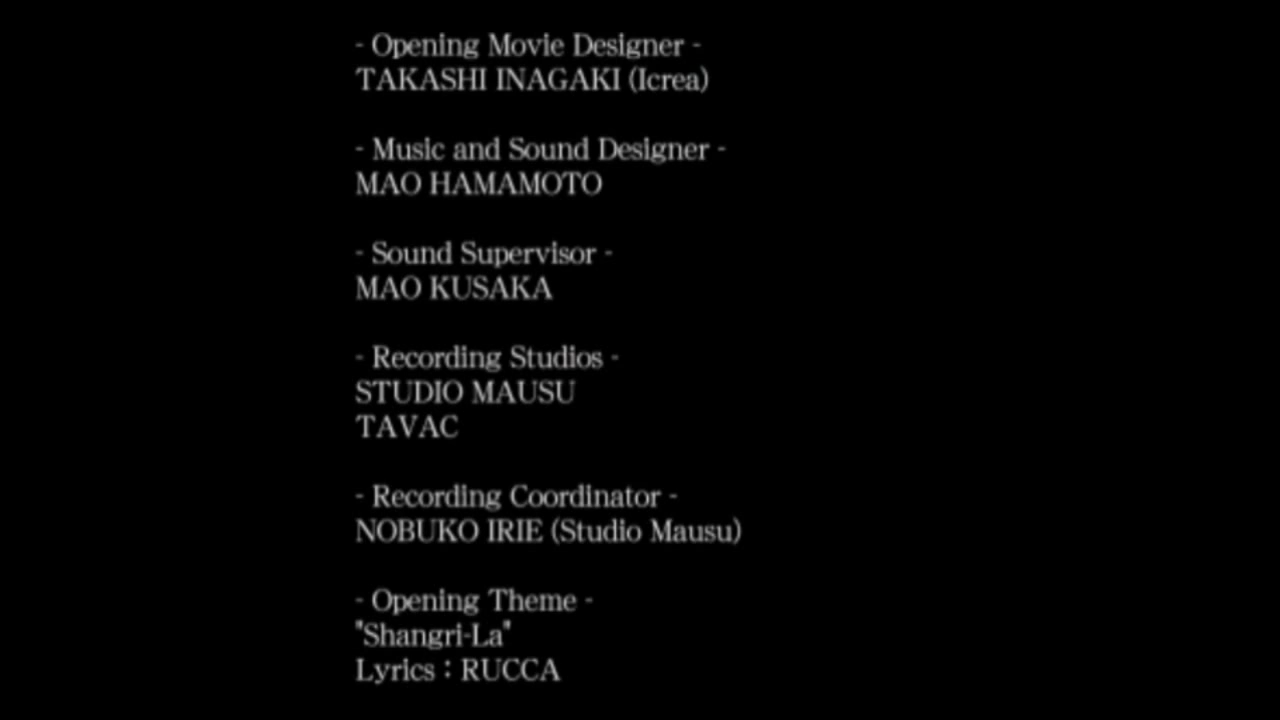 - Opening Movie Designer -
TAKASHI INAGAKI (Icrea)
- Music and Sound Designer -
MAO HAMAMOTO
- Sound Supervisor -
MAO KUSAKA
- Recording Studios -
STUDIO MAUSU
TAVAC
- Recording Coordinator -
NOBUKO IRIE (Studio Mausu)
- Opening Theme -
"Shangri-La"
Lyrics : RUCCA